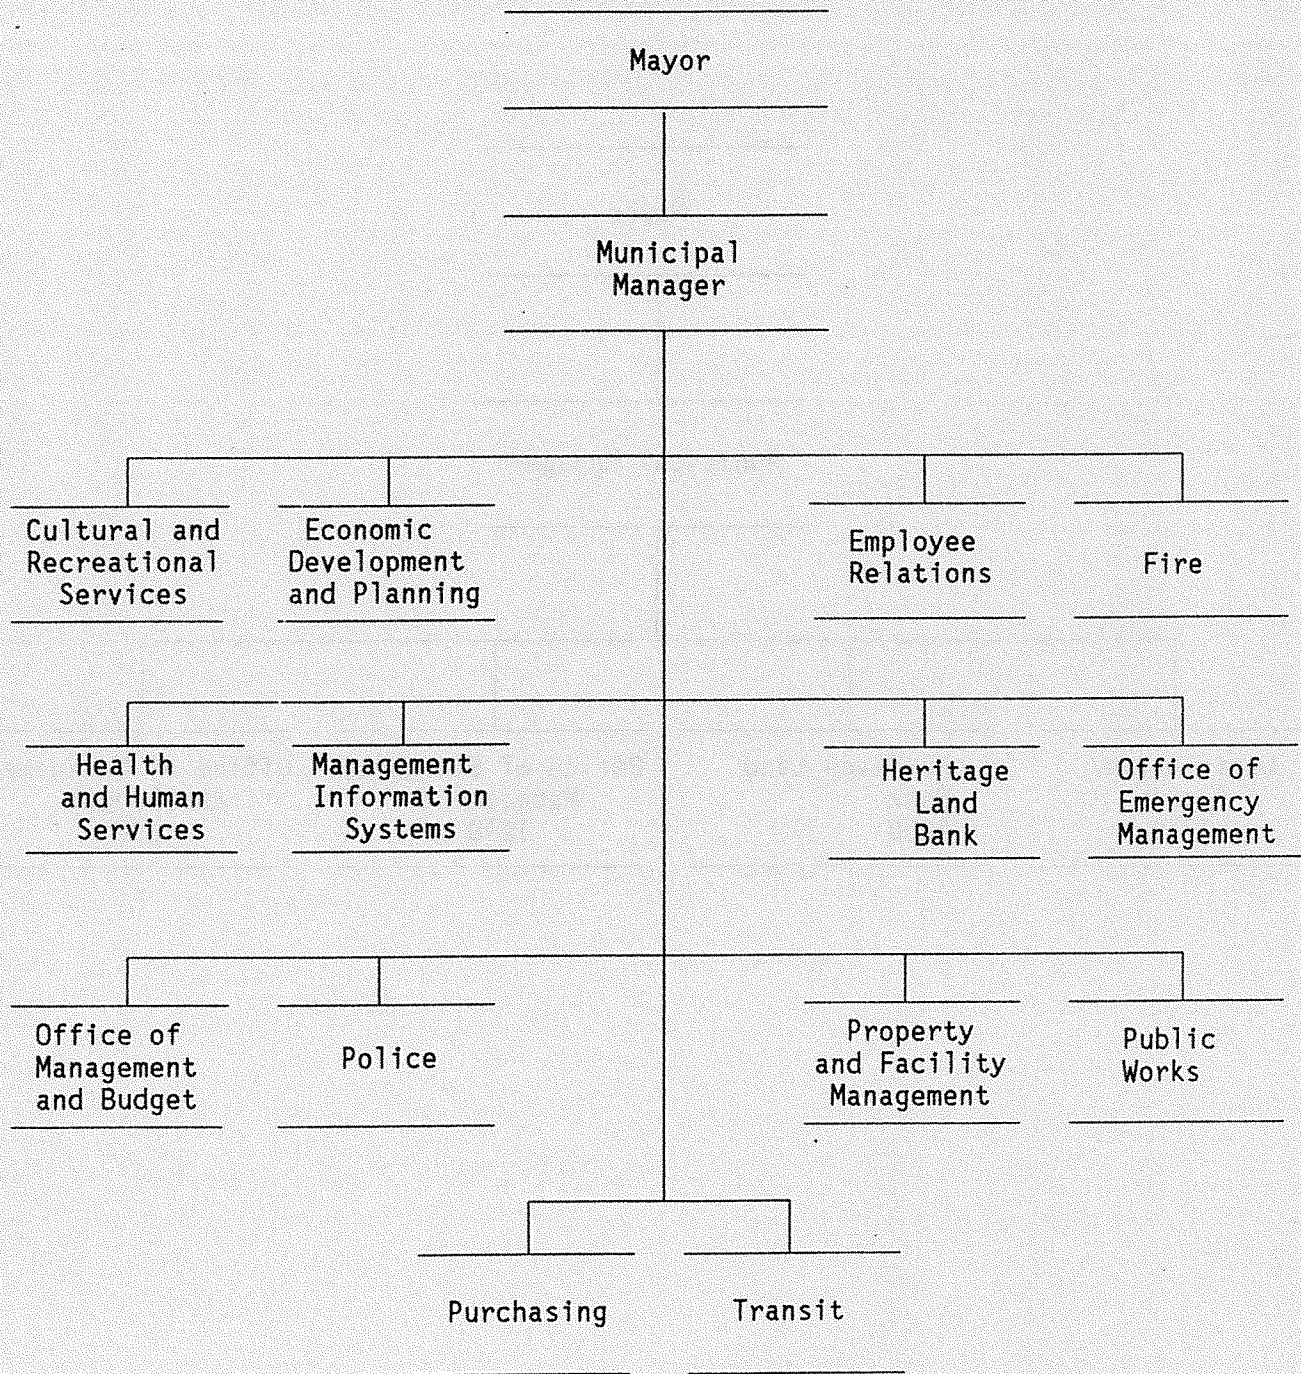 Mayor
Municipal
Manager
Cultural and
Recreational
Services
Economic
Development
and Planning
Employee
Relations
Fire
Health
and Human
Services
Management
Information
Systems
Heritage
Land
Bank
Office of
Emergency
Management
Office of
Management
and Budget
Police
Property
and Facility
Management
Public
Works
Purchasing
Transit